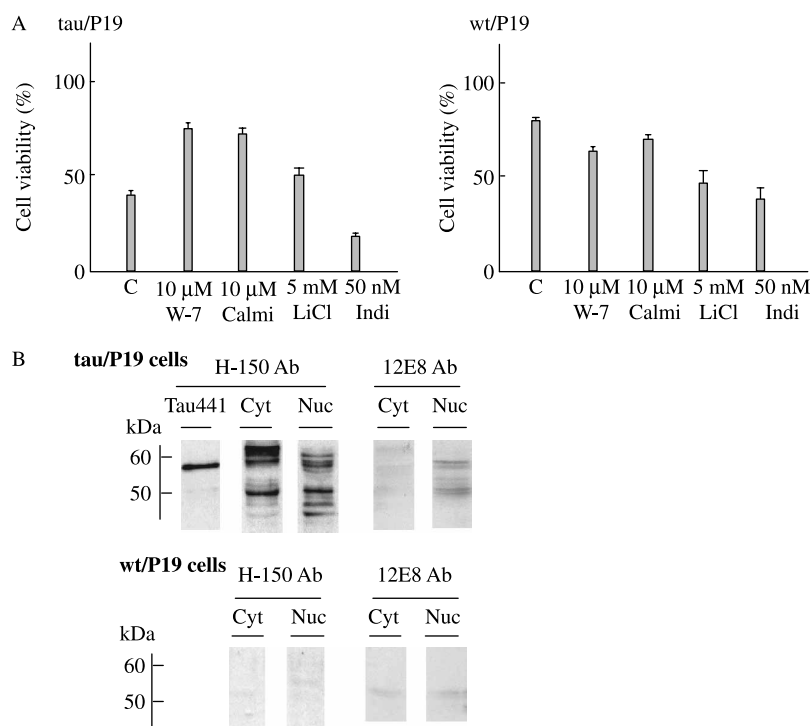 A tau/P19
Cell viability (%)
100
50
0
C
10 μM W-7
10 μM Calmi
5 mM LiCl
50 nM Indi
wt/P19
Cell viability (%)
100
50
0
C
10 μM W-7
10 μM Calmi
5 mM LiCl
50 nM Indi
B tau/P19 cells
H-150 Ab 12E8 Ab
Tau441 Cyt Nuc Cyt Nuc
kDa
60
50
wt/P19 cells
H-150 Ab 12E8 Ab
Cyt Nuc Cyt Nuc
kDa
60
50